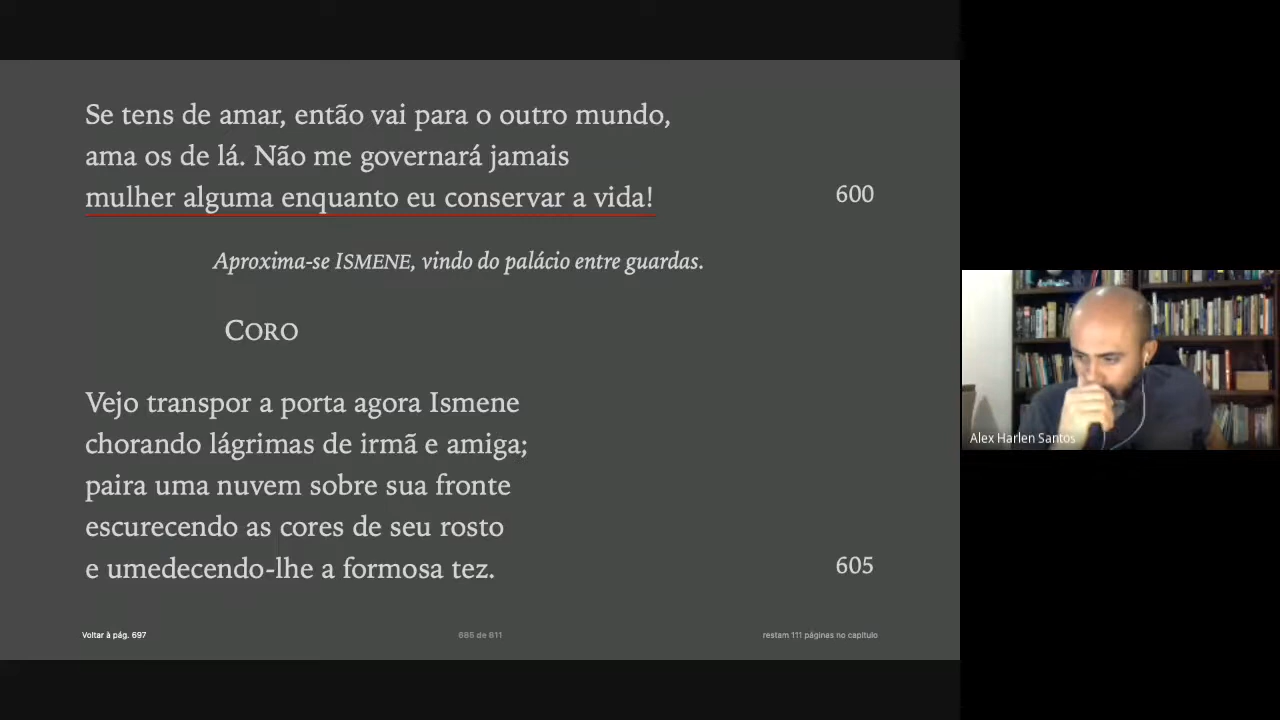 Se tens de amar, então vai para o outro mundo,
ama os de lá. Não me governará jamais
mulher alguma enquanto eu conservar a vida! 600
Aproxima-se ISMENE, vindo do palácio entre guardas.
CORO
Vejo transpor a porta agora Ismene
chorando lágrimas de irmã e amiga;
paira uma nuvem sobre sua fronte
escurecendo as cores de seu rosto
e umedecendo-lhe a formosa tez. 605
Voltar à pág. 697 685 de 811 restam 111 páginas no capítulo
Alex Harlen Santos